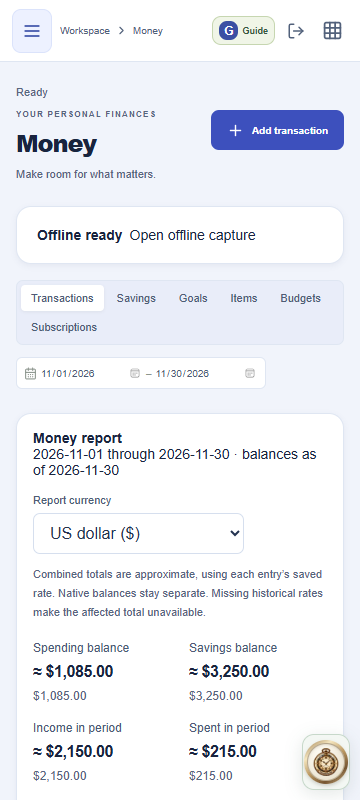 Workspace > Money
G Guide
Ready
YOUR PERSONAL FINANCES
Money
+ Add transaction
Make room for what matters.
Offline ready Open offline capture
Transactions Savings Goals Items Budgets
Subscriptions
11/01/2026 – 11/30/2026
Money report
2026-11-01 through 2026-11-30 · balances as
of 2026-11-30
Report currency
US dollar ($)
Combined totals are approximate, using each entry's saved
rate. Native balances stay separate. Missing historical rates
make the affected total unavailable.
Spending balance Savings balance
≈ $1,085.00 ≈ $3,250.00
$1,085.00 $3,250.00
Income in period Spent in period
≈ $2,150.00 ≈ $215.00
$2,150.00 $215.00